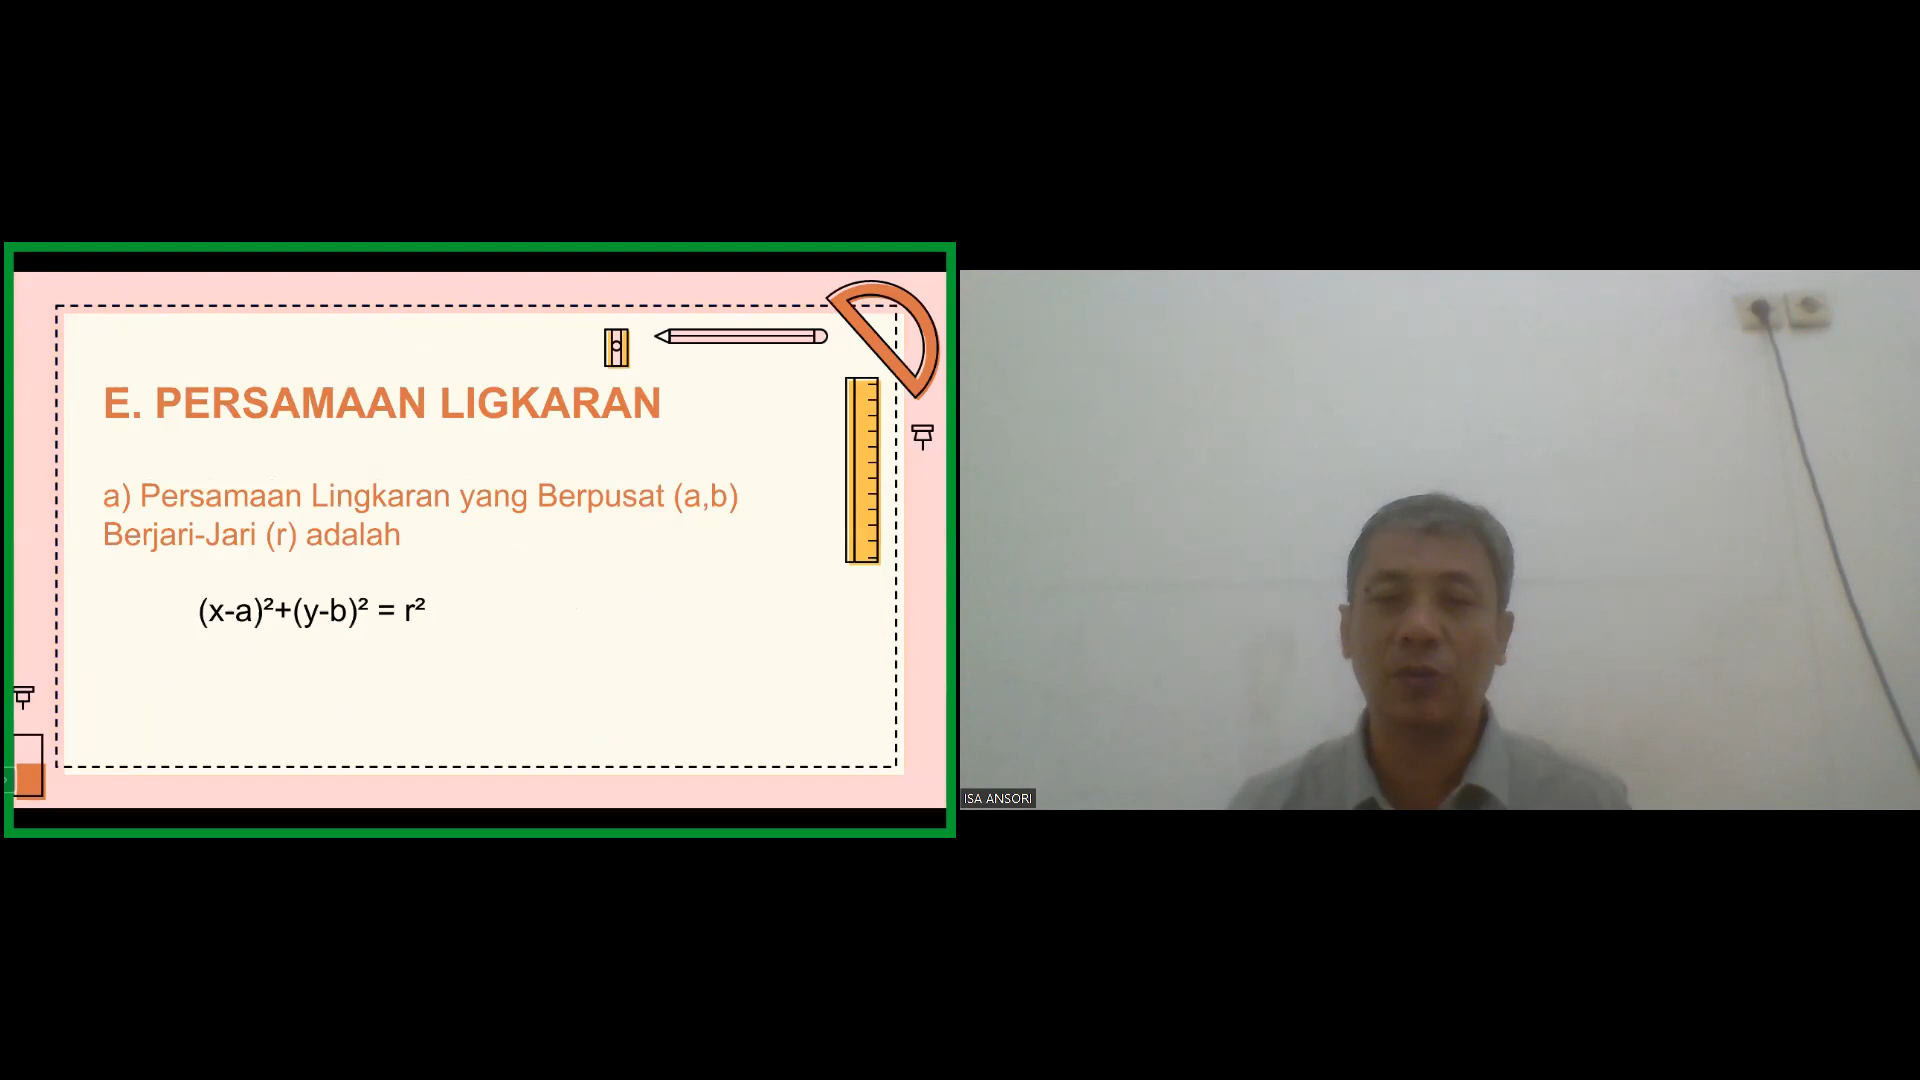 E. PERSAMAAN LIGKARAN
a) Persamaan Lingkaran yang Berpusat (a,b)
Berjari-Jari (r) adalah
(x-a)²+(y-b)² = r²
ISA ANSORI